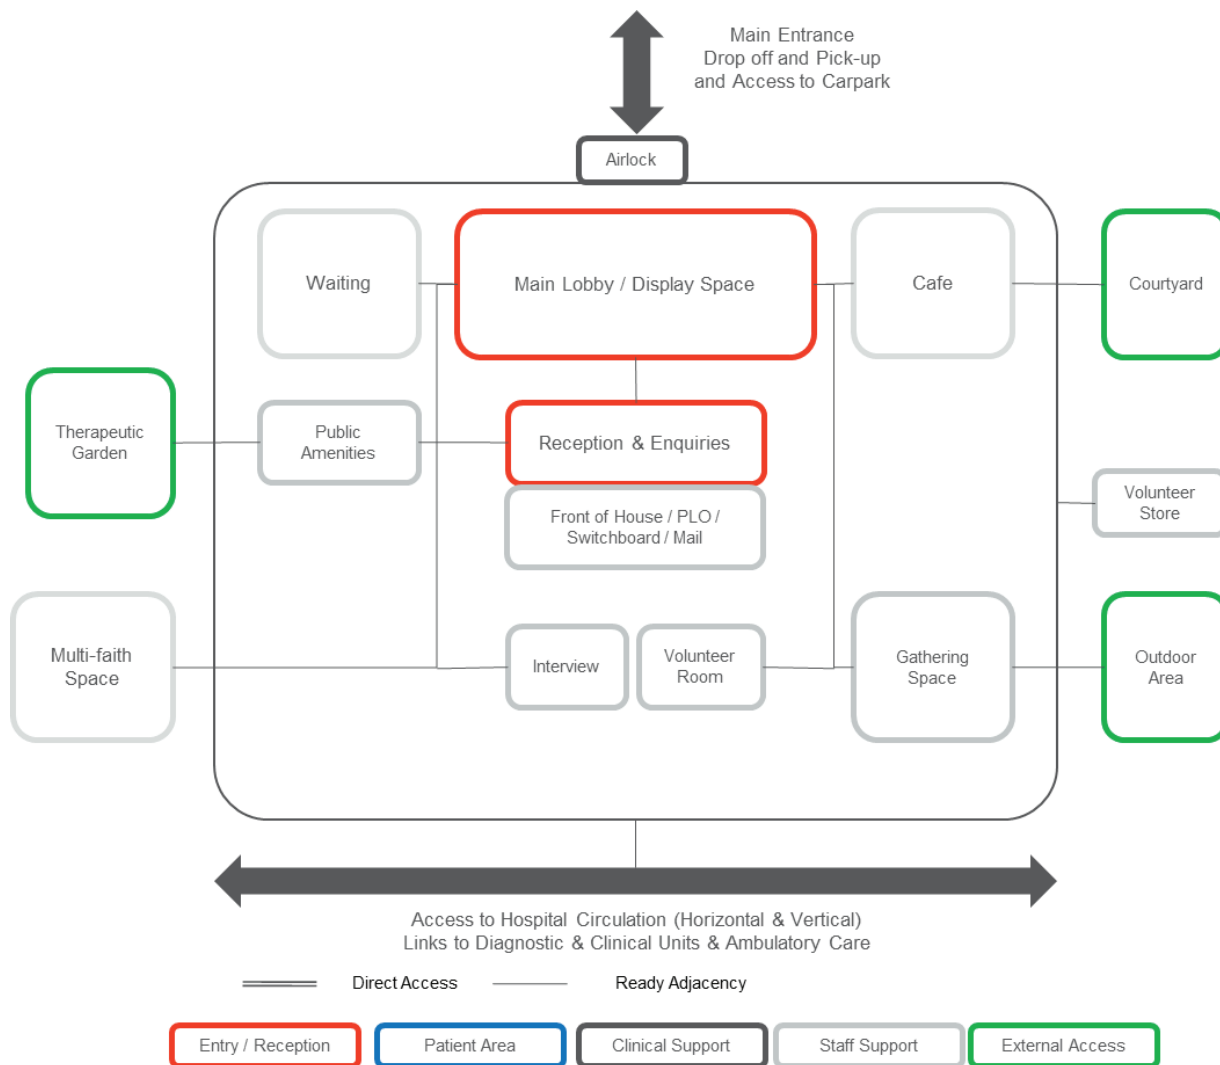 Main Entrance
Drop off and Pick-up
and Access to Carpark
Airlock
Waiting
Main Lobby / Display Space
Cafe
Courtyard
Therapeutic
Garden
Public
Amenities
Reception & Enquiries
Front of House / PLO /
Switchboard / Mail
Volunteer
Store
Multi-faith
Space
Interview
Volunteer
Room
Gathering
Space
Outdoor
Area
Access to Hospital Circulation (Horizontal & Vertical)
Links to Diagnostic & Clinical Units & Ambulatory Care
Direct Access
Ready Adjacency
Entry / Reception
Patient Area
Clinical Support
Staff Support
External Access